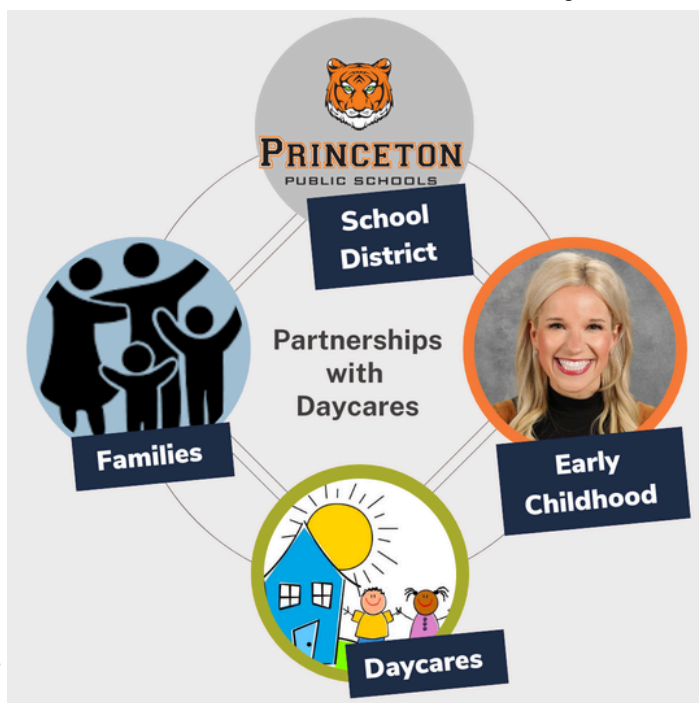 PRINCETON
PUBLIC SCHOOLS
School
District
Partnerships
with
Daycares
Families
Early
Childhood
Daycares